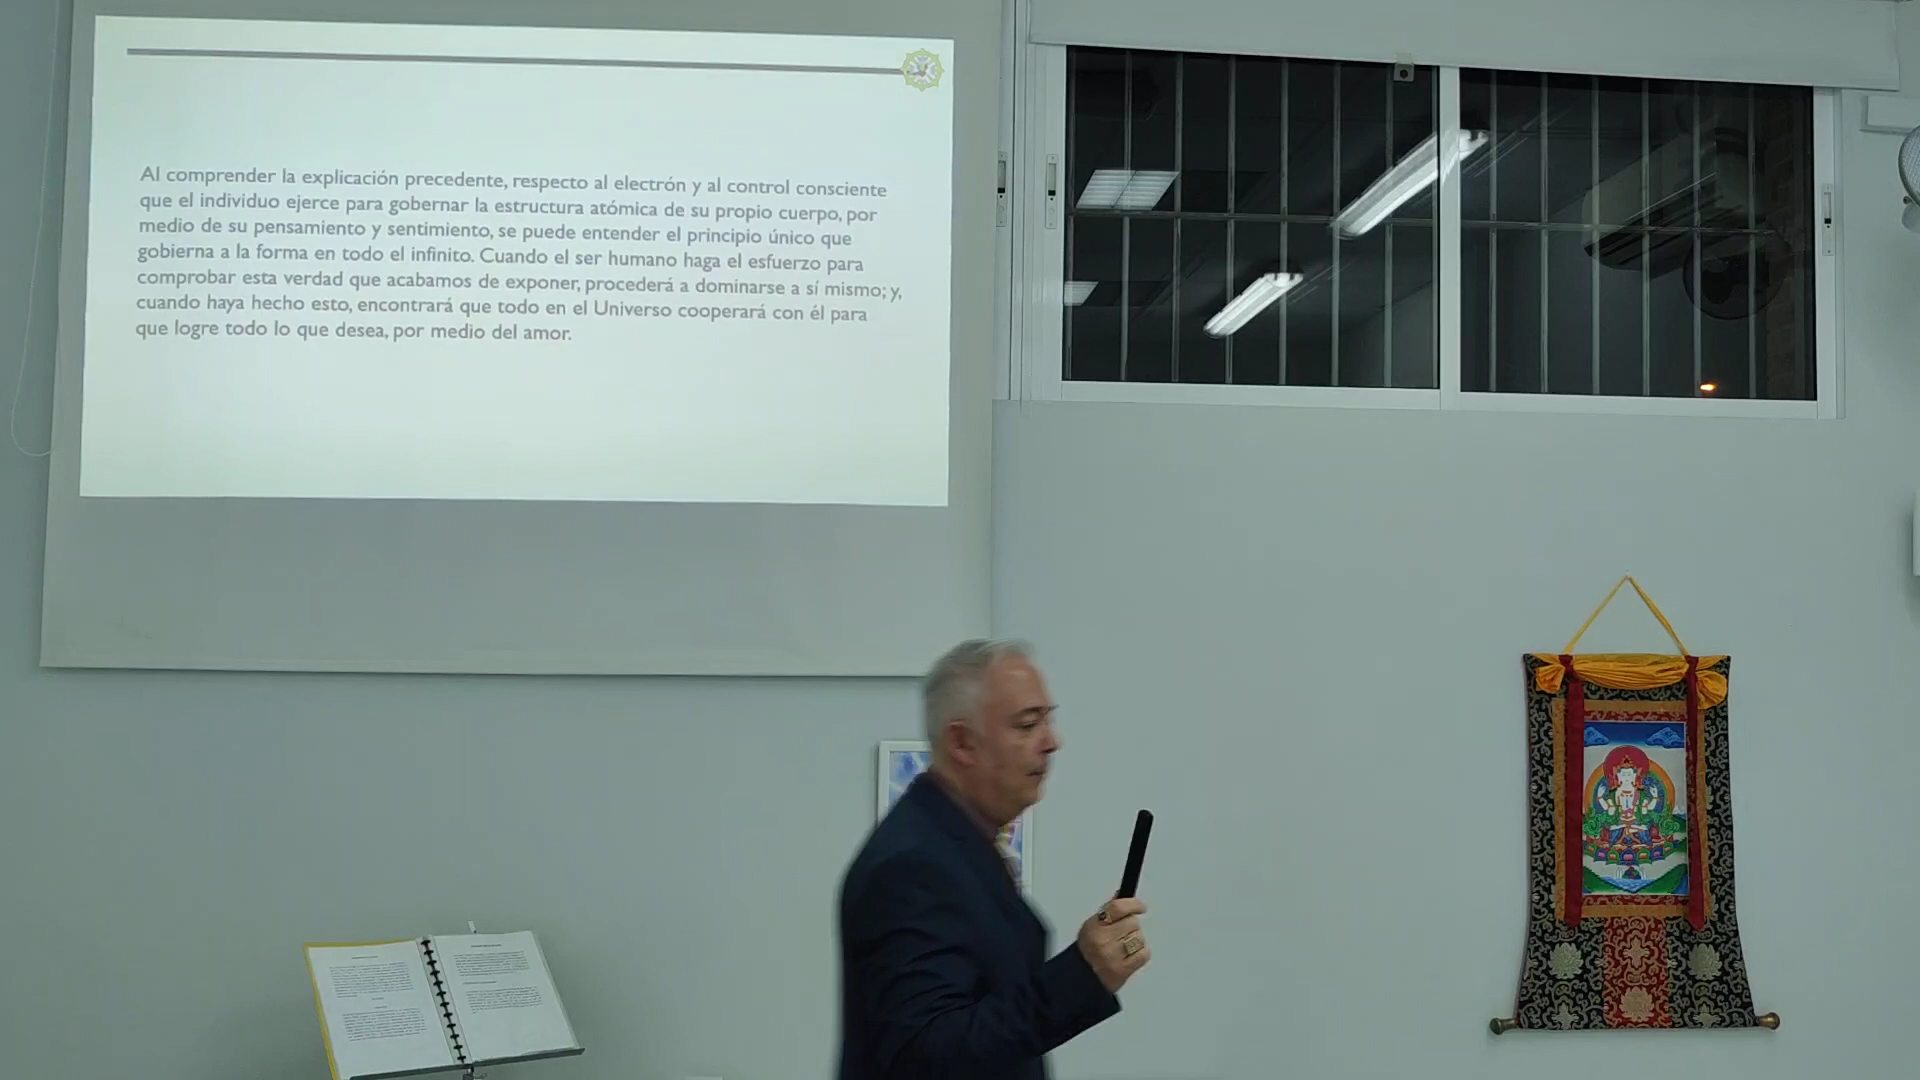 Al comprender la explicación precedente, respecto al electrón y al control consciente
que el individuo ejerce para gobernar la estructura atómica de su propio cuerpo, por
medio de su pensamiento y sentimiento, se puede entender el principio único que
gobierna a la forma en todo el infinito. Cuando el ser humano haga el esfuerzo para
comprobar esta verdad que acabamos de exponer, procederá a dominarse a sí mismo; y,
cuando haya hecho esto, encontrará que todo en el Universo cooperará con él para
que logre todo lo que desea, por medio del amor.